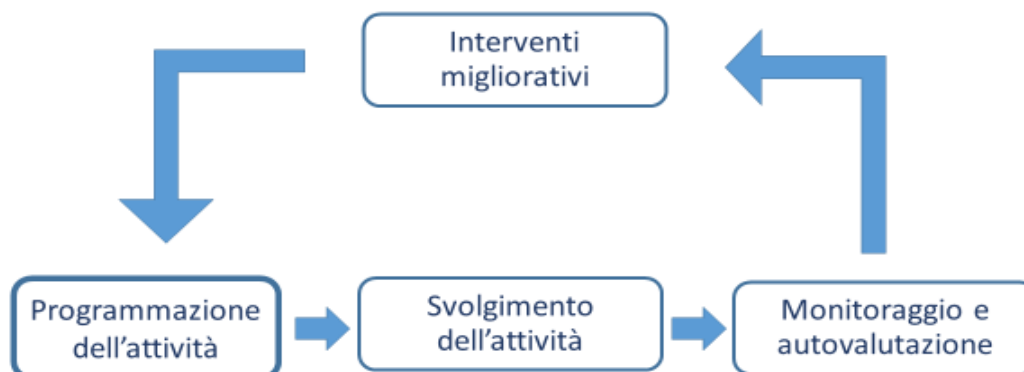 Interventi
migliorativi
Programmazione
dell’attività
Svolgimento
dell’attività
Monitoraggio e
autovalutazione